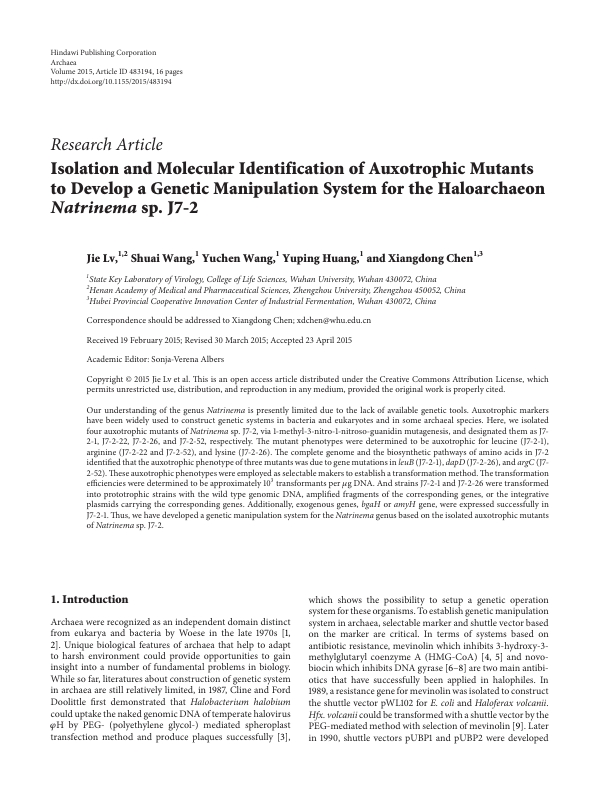 Hindawi Publishing Corporation
Archaea
Volume 2015, Article ID 483194, 16 pages
http://dx.doi.org/10.1155/2015/483194
Research Article
Isolation and Molecular Identification of Auxotrophic Mutants
to Develop a Genetic Manipulation System for the Haloarchaeon
Natrinema sp. J7-2
Jie Lv,1,2 Shuai Wang,1 Yuchen Wang,1 Yuping Huang,1 and Xiangdong Chen1,3
1State Key Laboratory of Virology, College of Life Sciences, Wuhan University, Wuhan 430072, China
2Henan Academy of Medical and Pharmaceutical Sciences, Zhengzhou University, Zhengzhou 450052, China
3Hubei Provincial Cooperative Innovation Center of Industrial Fermentation, Wuhan 430072, China
Correspondence should be addressed to Xiangdong Chen; xdchen@whu.edu.cn
Received 19 February 2015; Revised 30 March 2015; Accepted 23 April 2015
Academic Editor: Sonja-Verena Albers
Copyright © 2015 Jie Lv et al. This is an open access article distributed under the Creative Commons Attribution License, which
permits unrestricted use, distribution, and reproduction in any medium, provided the original work is properly cited.
Our understanding of the genus Natrinema is presently limited due to the lack of available genetic tools. Auxotrophic markers
have been widely used to construct genetic systems in bacteria and eukaryotes and in some archaeal species. Here, we isolated
four auxotrophic mutants of Natrinema sp. J7-2, via 1-methyl-3-nitro-1-nitroso-guanidin mutagenesis, and designated them as J7-
2-1, J7-2-22, J7-2-26, and J7-2-52, respectively. The mutant phenotypes were determined to be auxotrophic for leucine (J7-2-1),
arginine (J7-2-22 and J7-2-52), and lysine (J7-2-26). The complete genome and the biosynthetic pathways of amino acids in J7-2
identified that the auxotrophic phenotype of three mutants was due to gene mutations in leuB (J7-2-1), dapD (J7-2-26), and argC (J7-
2-52). These auxotrophic phenotypes were employed as selectable makers to establish a transformation method. The transformation
efficiencies were determined to be approximately 10³ transformants per μg DNA. And strains J7-2-1 and J7-2-26 were transformed
into prototrophic strains with the wild type genomic DNA, amplified fragments of the corresponding genes, or the integrative
plasmids carrying the corresponding genes. Additionally, exogenous genes, bgaH or amyH gene, were expressed successfully in
J7-2-1. Thus, we have developed a genetic manipulation system for the Natrinema genus based on the isolated auxotrophic mutants
of Natrinema sp. J7-2.
1. Introduction
Archaea were recognized as an independent domain distinct
from eukarya and bacteria by Woese in the late 1970s [1,
2]. Unique biological features of archaea that help to adapt
to harsh environment could provide opportunities to gain
insight into a number of fundamental problems in biology.
While so far, literatures about construction of genetic system
in archaea are still relatively limited, in 1987, Cline and Ford
Doolittle first demonstrated that Halobacterium halobium
could uptake the naked genomic DNA of temperate halovirus
φH by PEG- (polyethylene glycol-) mediated spheroplast
transfection method and produce plaques successfully [3],
which shows the possibility to setup a genetic operation
system for these organisms. To establish genetic manipulation
system in archaea, selectable marker and shuttle vector based
on the marker are critical. In terms of systems based on
antibiotic resistance, mevinolin which inhibits 3-hydroxy-3-
methylglutaryl coenzyme A (HMG-CoA) [4, 5] and novo-
biocin which inhibits DNA gyrase [6–8] are two main antibi-
otics that have successfully been applied in halophiles. In
1989, a resistance gene for mevinolin was isolated to construct
the shuttle vector pWL102 for E. coli and Haloferax volcanii.
Hfx. volcanii could be transformed with a shuttle vector by the
PEG-mediated method with selection of mevinolin [9]. Later
in 1990, shuttle vectors pUBP1 and pUBP2 were developed